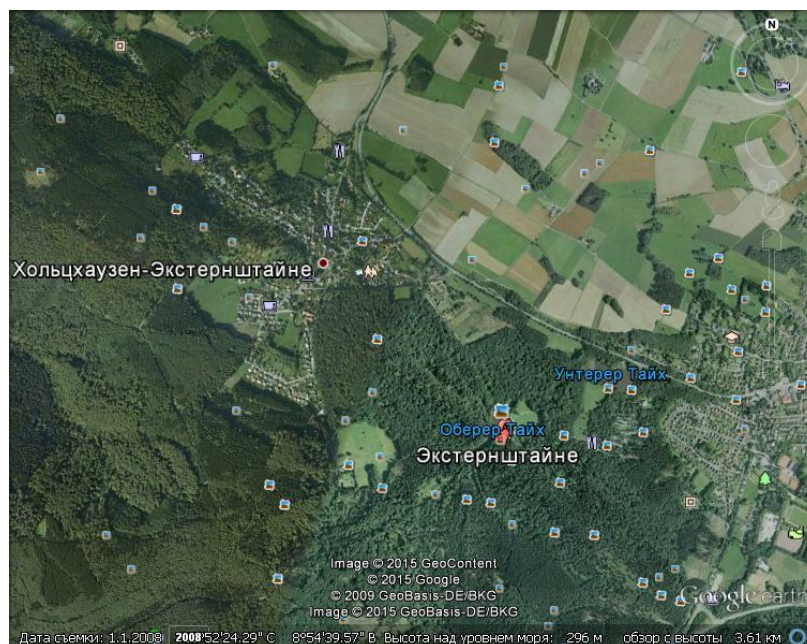 N
Хольцхаузен-Экстернштайне
Унтерер Тайх
Оберер Тайх
Экстернштайне
Image © 2015 GeoContent
© 2015 Google
© 2009 GeoBasis-DE/BKG
Image © 2015 GeoBasis-DE/BKG
Google earth
Дата съемки: 1.1.2008 2008 52'24.29" С 8°54'39.57" В Высота над уровнем моря: 296 м обзор с высоты 3.61 км